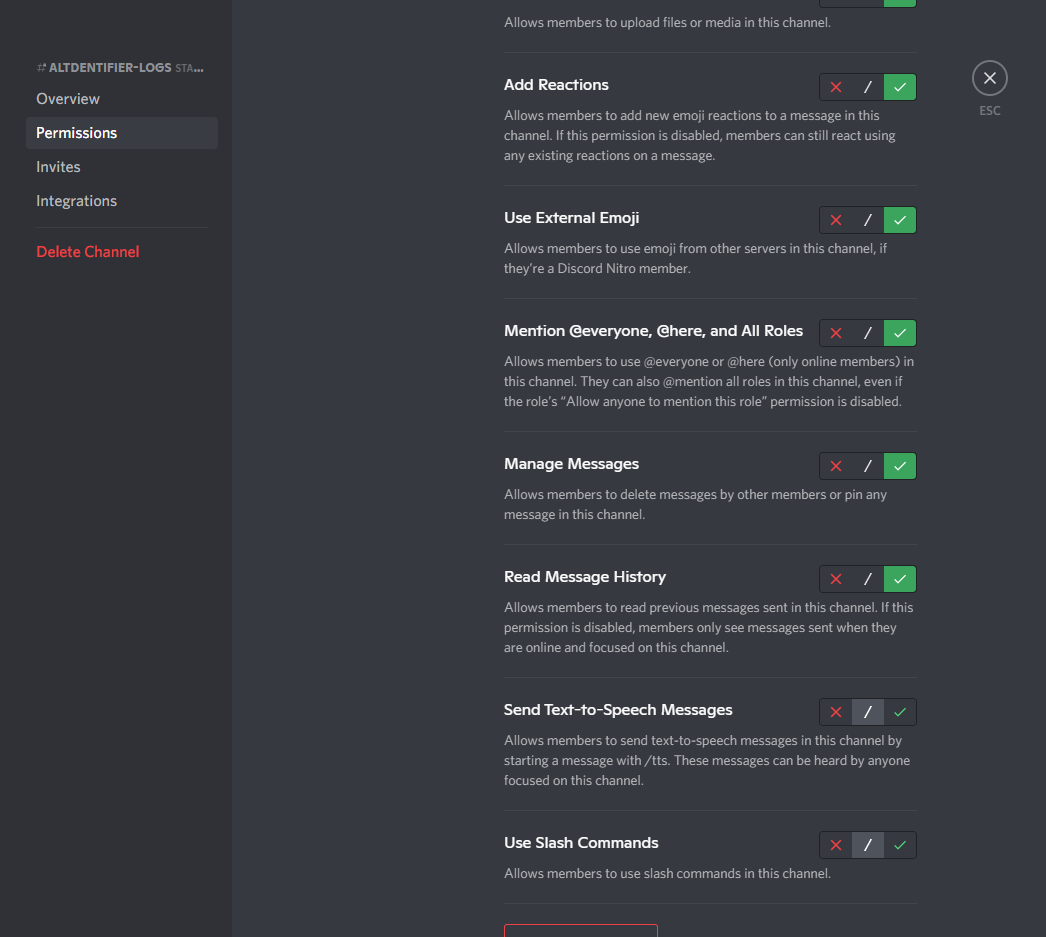 ALTDENTIFIER-LOGS STA...
Overview
Permissions
Invites
Integrations
Delete Channel
Allows members to upload files or media in this channel.
Add Reactions
Allows members to add new emoji reactions to a message in this
channel. If this permission is disabled, members can still react using
any existing reactions on a message.
Use External Emoji
Allows members to use emoji from other servers in this channel, if
they're a Discord Nitro member.
Mention @everyone, @here, and All Roles
Allows members to use @everyone or @here (only online members) in
this channel. They can also @mention all roles in this channel, even if
the role's “Allow anyone to mention this role” permission is disabled.
Manage Messages
Allows members to delete messages by other members or pin any
message in this channel.
Read Message History
Allows members to read previous messages sent in this channel. If this
permission is disabled, members only see messages sent when they
are online and focused on this channel.
Send Text-to-Speech Messages
Allows members to send text-to-speech messages in this channel by
starting a message with /tts. These messages can be heard by anyone
focused on this channel.
Use Slash Commands
Allows members to use slash commands in this channel.
ESC